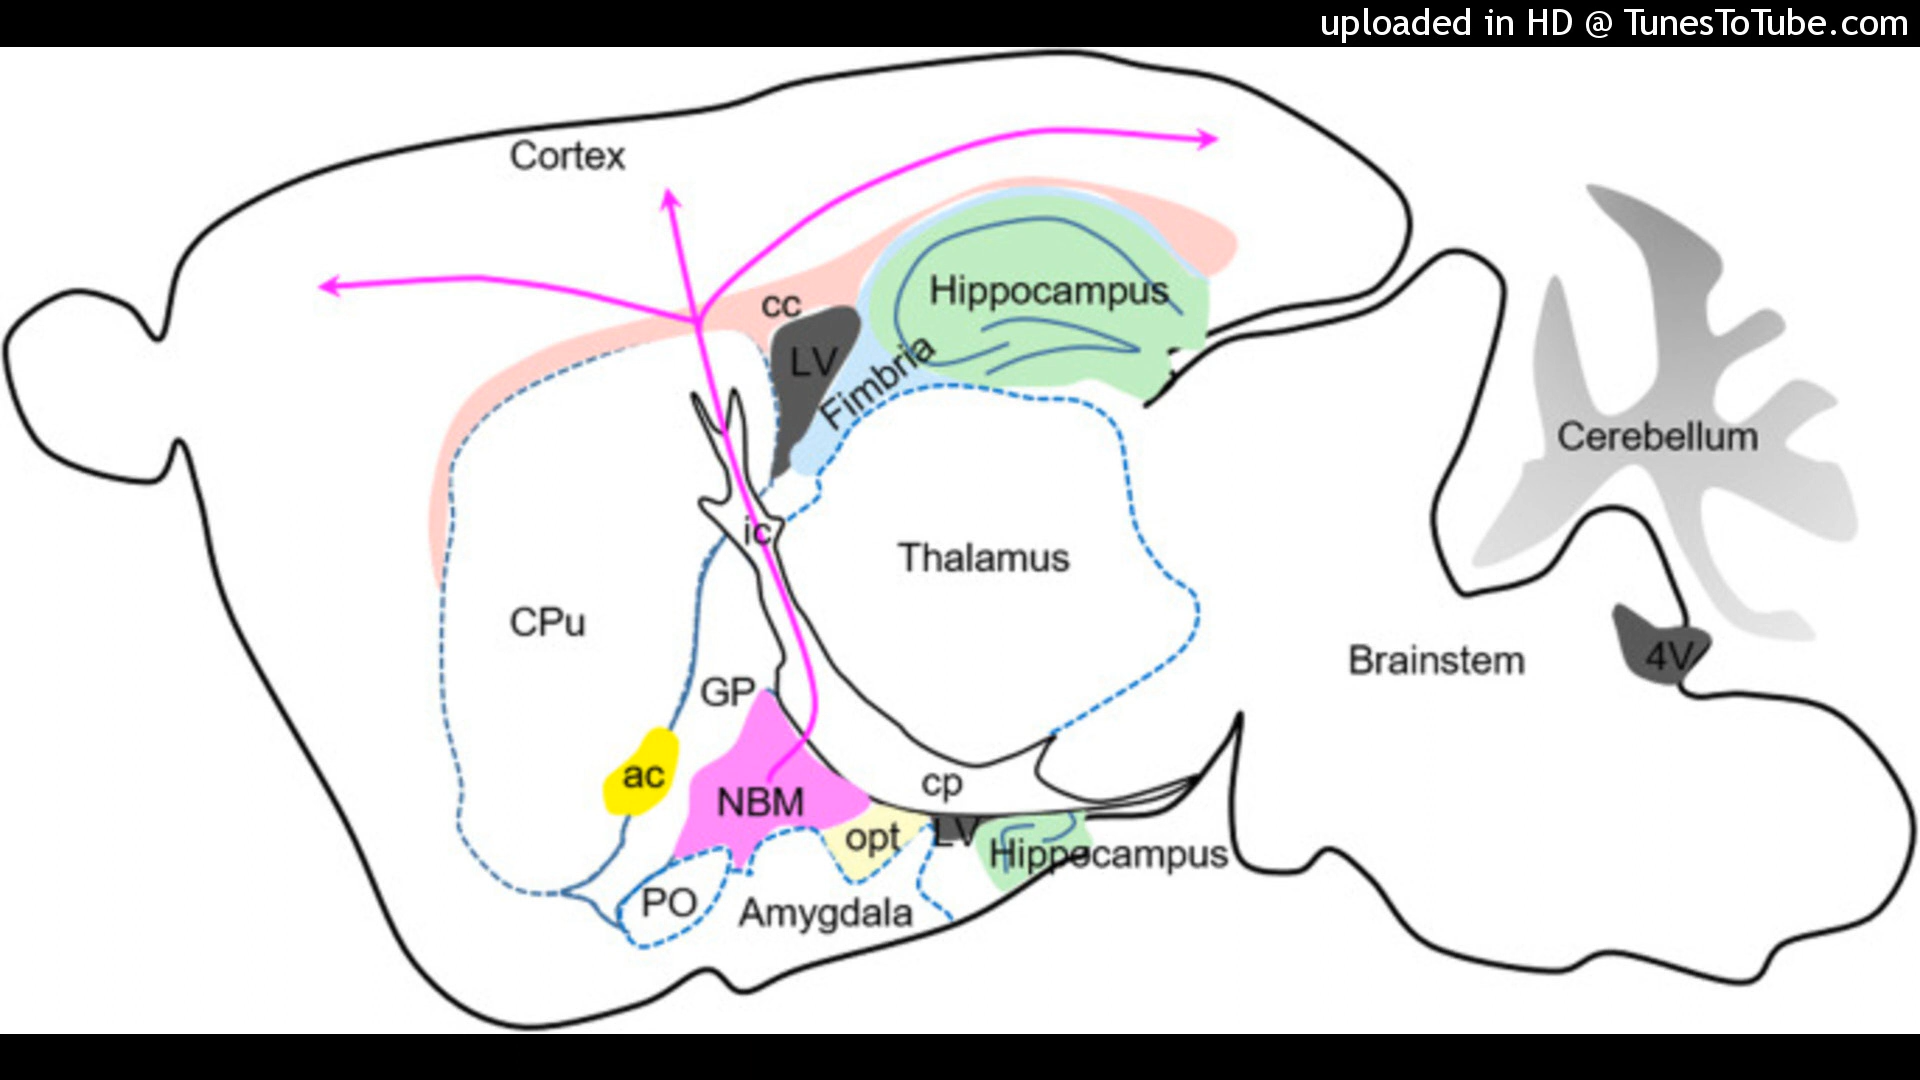 uploaded in HD @ TunesToTube.com
Cortex
Hippocampus
cc
LV
Fimbria
Cerebellum
ic
Thalamus
CPu
Brainstem
4V
GP
ac
NBM
cp
opt
LV
Hippocampus
PO
Amygdala